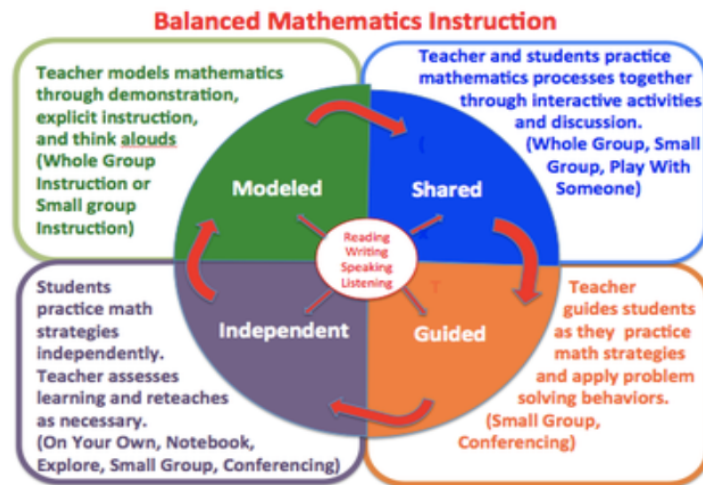 Balanced Mathematics Instruction
Teacher models mathematics
through demonstration,
explicit instruction,
and think alouds
(Whole Group
Instruction or
Small group
Instruction)
Teacher and students practice
mathematics processes together
through interactive activities
and discussion.
(Whole Group, Small
Group, Play With
Someone)
Modeled
Shared
Reading
Writing
Speaking
Listening
Independent
Guided
Students
practice math
strategies
independently.
Teacher assesses
learning and reteaches
as necessary.
(On Your Own, Notebook,
Explore, Small Group, Conferencing)
Teacher
guides students
as they practice
math strategies
and apply problem
solving behaviors.
(Small Group,
Conferencing)